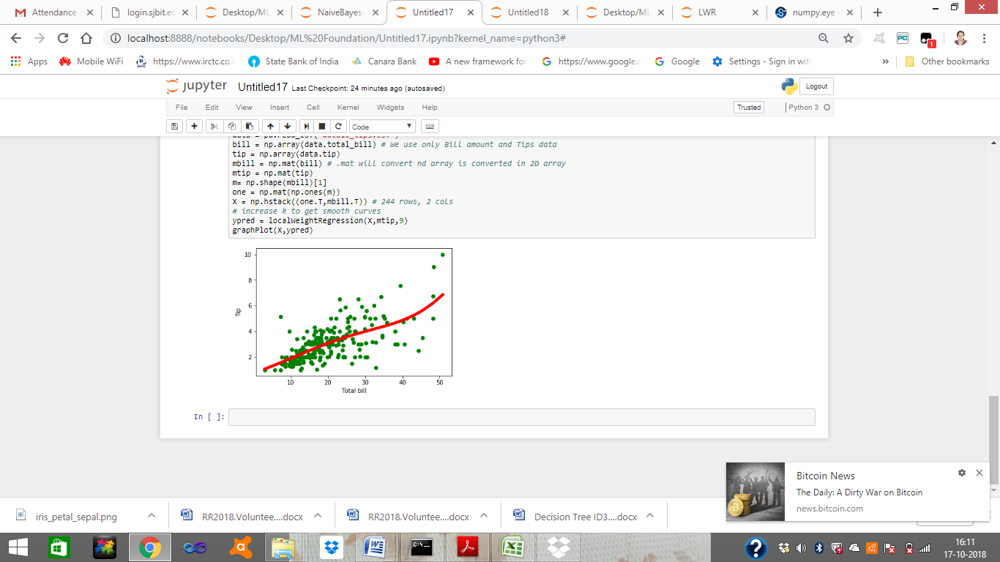 Attendance
login.sjbit.ec
Desktop/ML
NaiveBayes-
Untitled17
Untitled18
Desktop/ML
LWR
numpy.eye -
localhost:8888/notebooks/Desktop/ML%20Foundation/Untitled17.ipynb?kernel_name=python3#
PC
1
Apps
Mobile WiFi
https://www.irctc.co.i
State Bank of India
Canara Bank
A new framework for
https://www.google.c
Google
Settings - Sign in with
»
Other bookmarks
jupyter
Untitled17 Last Checkpoint: 24 minutes ago (autosaved)
Logout
File Edit View Insert Cell Kernel Widgets Help
Trusted
Python 3
Code
bill = np.array(data.total_bill) # We use only Bill amount and Tips data
tip = np.array(data.tip)
mbill = np.mat(bill) # .mat will convert nd array is converted in 2D array
mtip = np.mat(tip)
m= np.shape(mbill)[1]
one = np.mat(np.ones(m))
X = np.hstack((one.T,mbill.T)) # 244 rows, 2 cols
# increase k to get smooth curves
ypred = localWeightRegression(X,mtip,9)
graphPlot(X,ypred)
10
8
6
4
2
Tip
10 20 30 40 50
Total bill
In [ ]:
Bitcoin News
The Daily: A Dirty War on Bitcoin
news.bitcoin.com
iris_petal_sepal.png
RR2018.Voluntee....docx
RR2018.Voluntee....docx
Decision Tree ID3....docx
16:11
17-10-2018